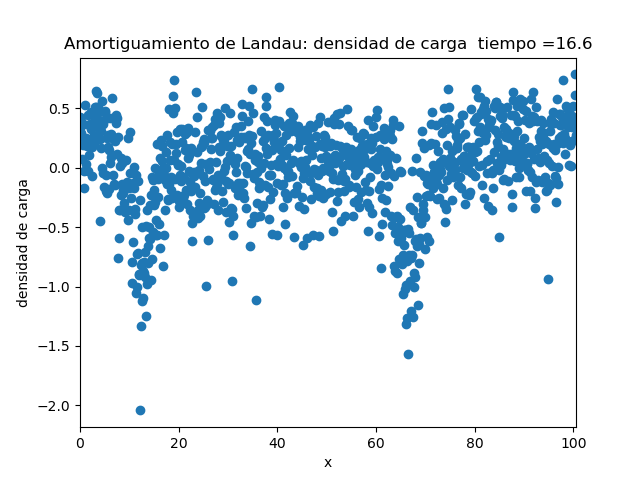 Amortiguamiento de Landau: densidad de carga  tiempo =16.6
densidad de carga
0.5
0.0
−0.5
−1.0
−1.5
−2.0
0 20 40 60 80 100
x